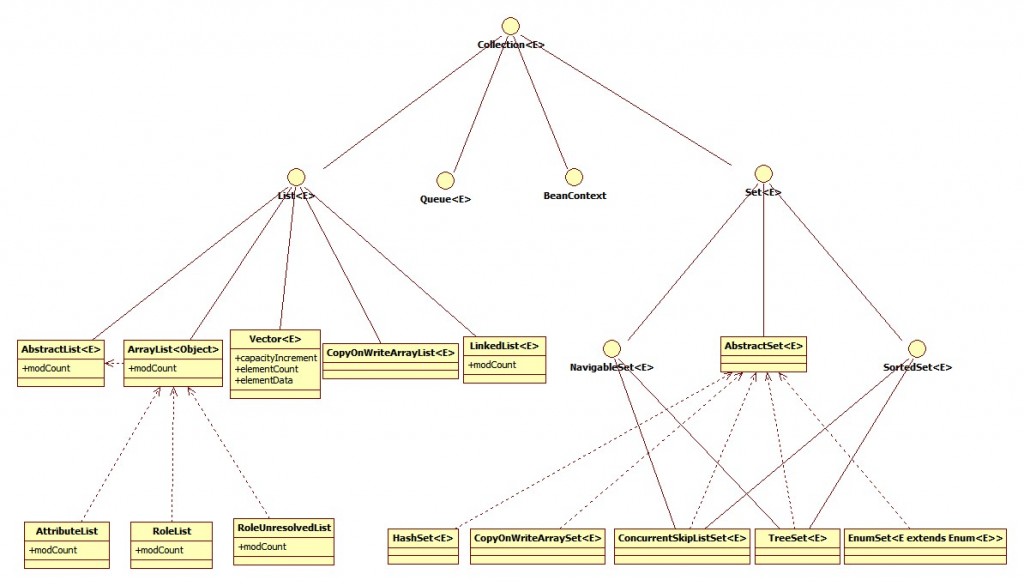 Collection<E>
List<E>
Queue<E>
BeanContext
Set<E>
AbstractList<E>
+modCount
ArrayList<Object>
+modCount
Vector<E>
+capacityIncrement
+elementCount
+elementData
CopyOnWriteArrayList<E>
LinkedList<E>
+modCount
NavigableSet<E>
AbstractSet<E>
SortedSet<E>
AttributeList
+modCount
RoleList
+modCount
RoleUnresolvedList
+modCount
HashSet<E>
CopyOnWriteArraySet<E>
ConcurrentSkipListSet<E>
TreeSet<E>
EnumSet<E extends Enum<E>>